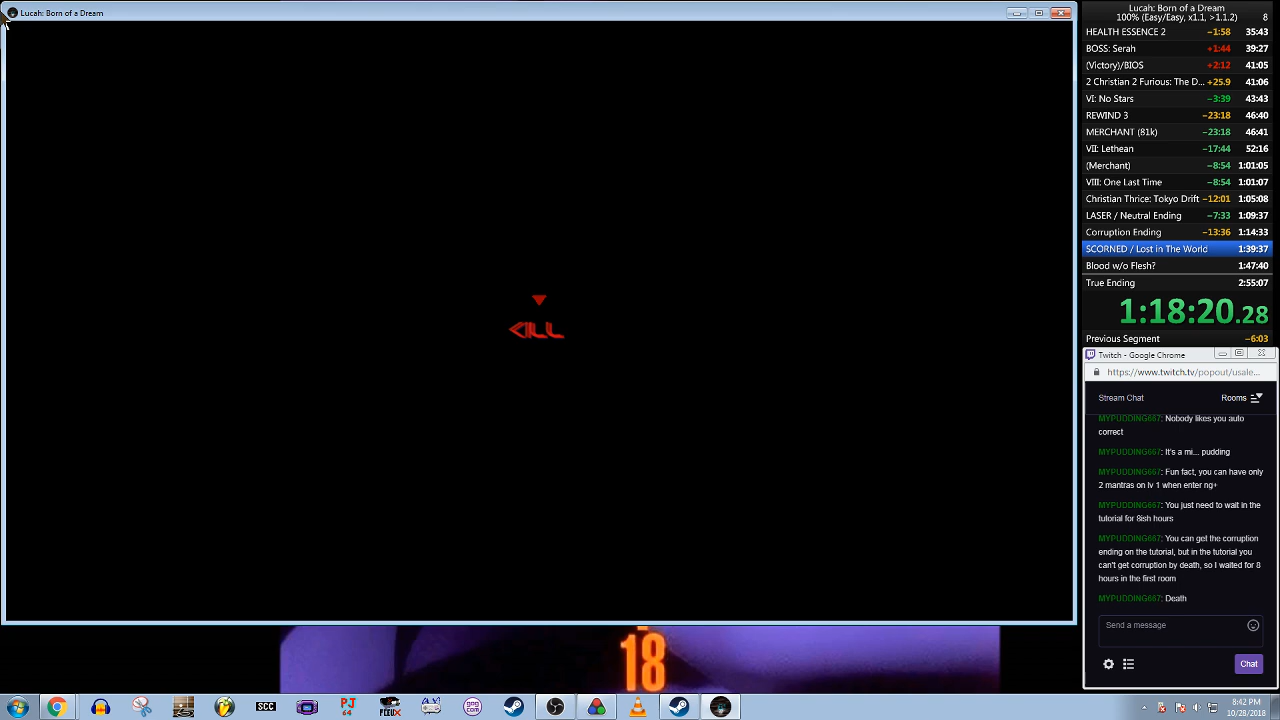 Lucah: Born of a Dream
KILL
18
Lucah: Born of a Dream
100% (Easy/Easy, x1.1, >1.1.2) 8
HEALTH ESSENCE 2 −1:58 35:43
BOSS: Serah +1:44 39:27
(Victory)/BIOS +2:12 41:05
2 Christian 2 Furious: The D... +25.9 41:06
VI: No Stars −3:39 43:43
REWIND 3 −23:18 46:40
MERCHANT (81k) −23:18 46:41
VII: Lethean −17:44 52:16
(Merchant) −8:54 1:01:05
VIII: One Last Time −8:54 1:01:07
Christian Thrice: Tokyo Drift −12:01 1:05:08
LASER / Neutral Ending −7:33 1:09:37
Corruption Ending −13:36 1:14:33
SCORNED / Lost in The World 1:39:37
Blood w/o Flesh? 1:47:40
True Ending 2:55:07
1:18:20.28
Previous Segment −6:03
Twitch - Google Chrome
https://www.twitch.tv/popout/usale...
Stream Chat Rooms
MYPUDDING667: Nobody likes you auto
correct
MYPUDDING667: It's a mi... pudding
MYPUDDING667: Fun fact, you can have only
2 mantras on lv 1 when enter ng+
MYPUDDING667: You just need to wait in the
tutorial for 8ish hours
MYPUDDING667: You can get the corruption
ending on the tutorial, but in the tutorial you
can't get corruption by death, so I waited for 8
hours in the first room
MYPUDDING667: Death
Send a message
Chat
SCC
PJ
64
GOG
COM
8:42 PM
10/28/2018